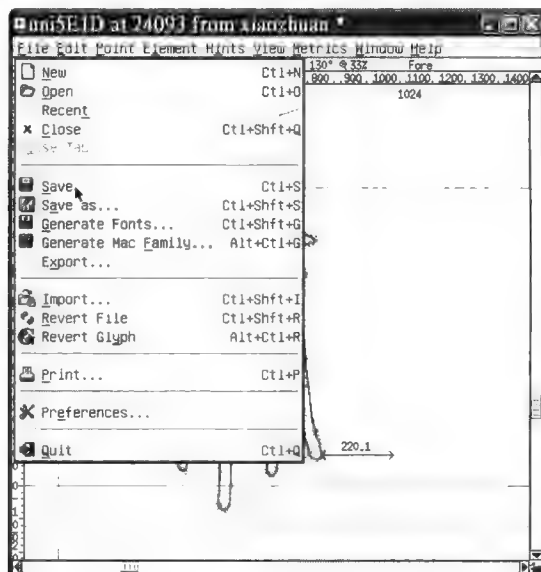 uni5E1D at 24093 from xiaozhuan *
File Edit Point Element Hints View Metrics Window Help
130° @ 33% Fore
800 900 1000 1100 1200 1300 1400
1024
New Ctl+N
Open Ctl+O
Recent
Close Ctl+Shft+Q
Save Ctl+S
Save as... Ctl+Shft+S
Generate Fonts... Ctl+Shft+G
Generate Mac Family... Alt+Ctl+G
Export...
Import... Ctl+Shft+I
Revert File Ctl+Shft+R
Revert Glyph Alt+Ctl+R
Print... Ctl+P
Preferences...
Quit Ctl+Q
220.1